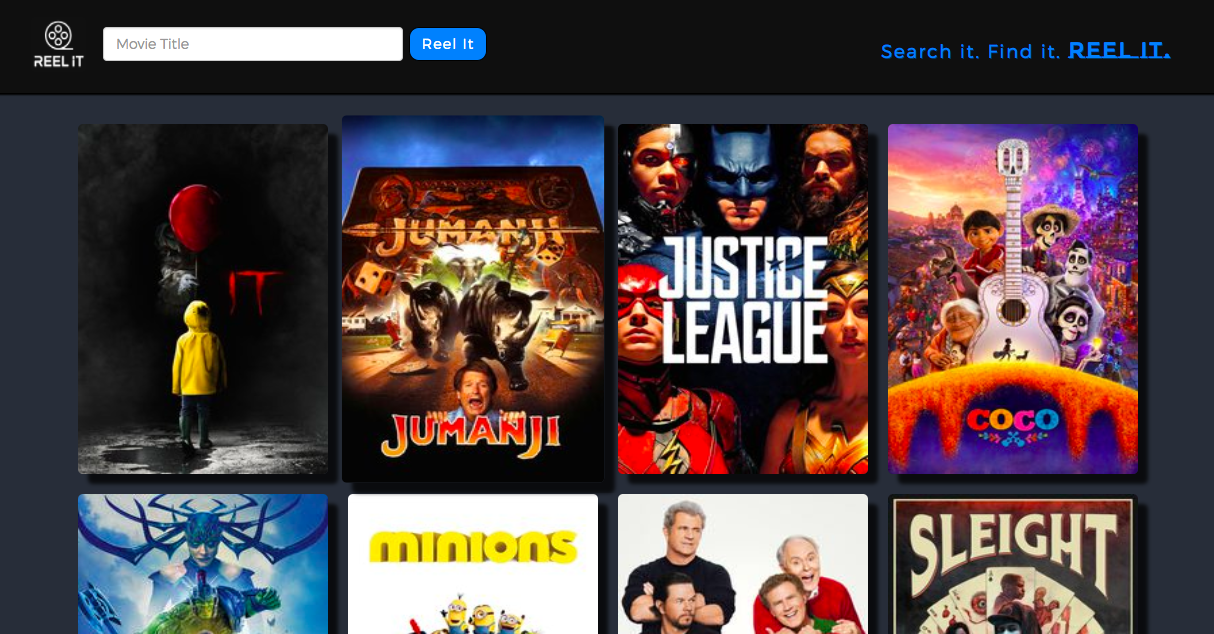 REEL IT
Movie Title
Reel It
Search it. Find it. REEL IT.
IT
JUMANJI
JUMANJI
JUSTICE
LEAGUE
COCO
MINIONS
SLEIGHT